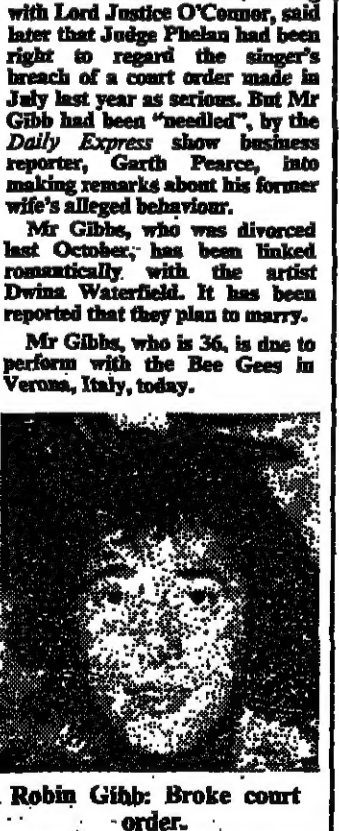 with Lord Justice O'Connor, said
later that Judge Phelan had been
right to regard the singer's
breach of a court order made in
July last year as serious. But Mr
Gibb had been "needled", by the
Daily Express show business
reporter, Garth Pearce, into
making remarks about his former
wife's alleged behaviour.
Mr Gibbs, who was divorced
last October, has been linked
romantically with the artist
Dwina Waterfield. It has been
reported that they plan to marry.
Mr Gibbs, who is 36, is due to
perform with the Bee Gees in
Verona, Italy, today.
Robin Gibb: Broke court
order.